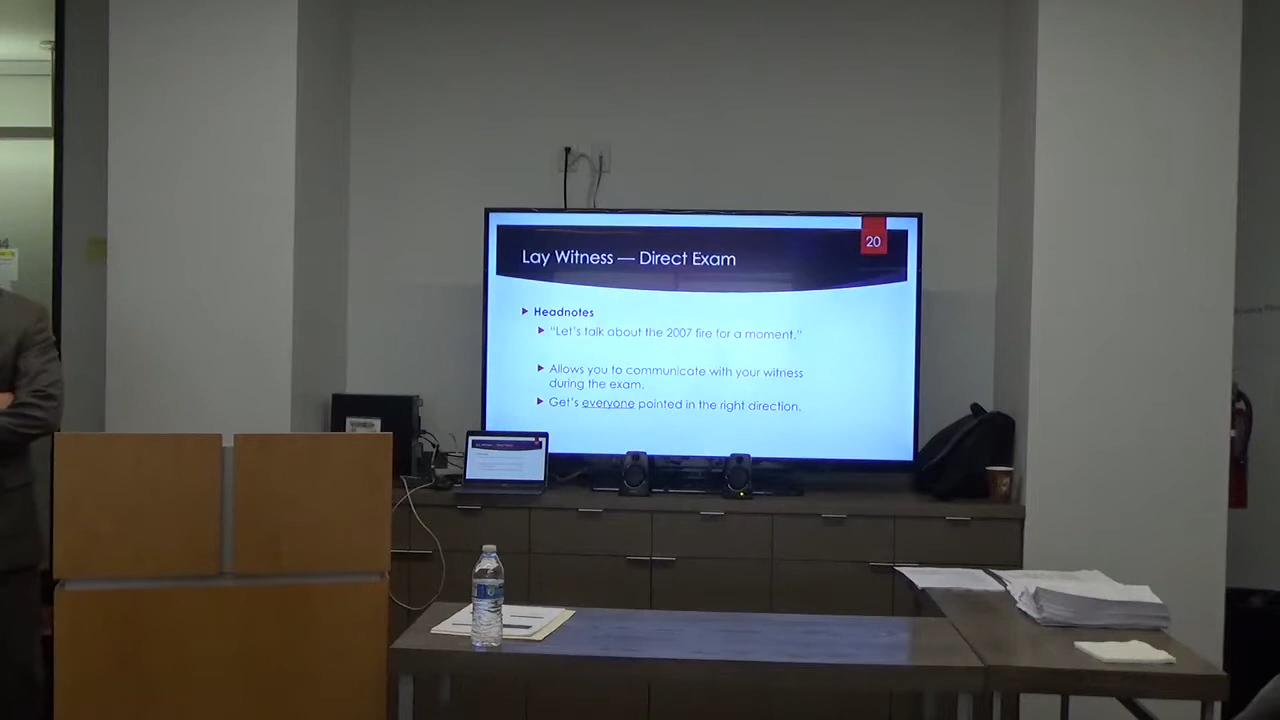 20
Lay Witness — Direct Exam
Headnotes
"Let's talk about the 2007 fire for a moment."
Allows you to communicate with your witness
during the exam.
Get's everyone pointed in the right direction.